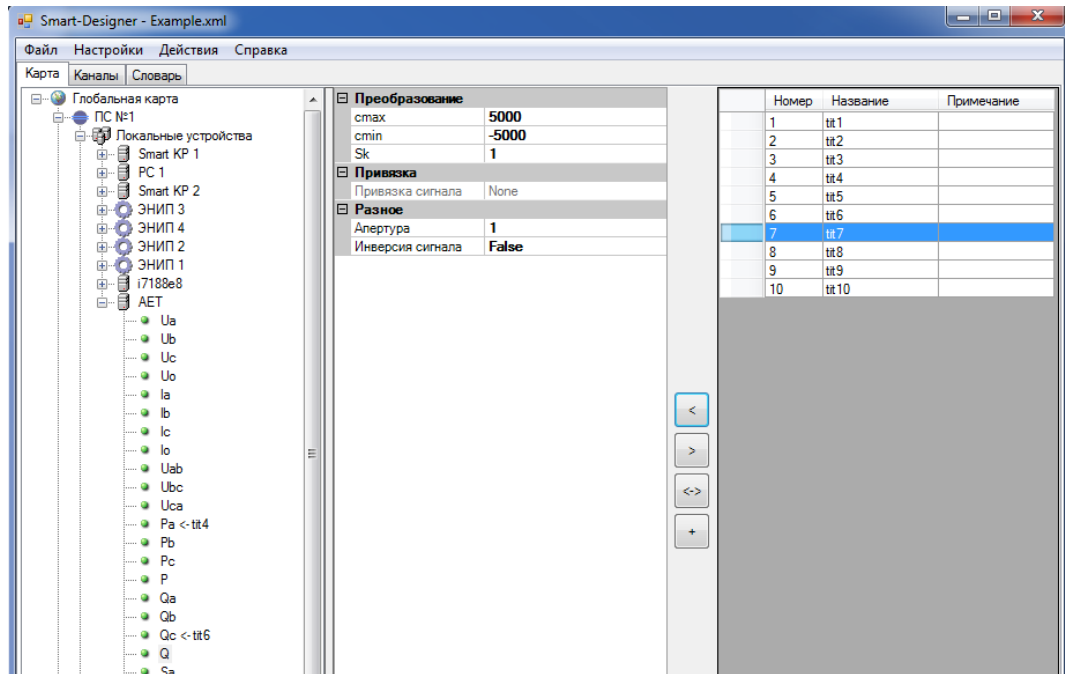 Smart-Designer - Example.xml
Файл Настройки Действия Справка
Карта Каналы Словарь
Глобальная карта
ПС №1
Локальные устройства
Smart КР 1
РС 1
Smart КР 2
ЭНИП 3
ЭНИП 4
ЭНИП 2
ЭНИП 1
i7188e8
AET
Ua
Ub
Uc
Uo
Ia
Ib
Ic
Io
Uab
Ubc
Uca
Pa <- tit4
Pb
Pc
P
Qa
Qb
Qc <- tit6
Q
Sa
Преобразование
cmax 5000
cmin -5000
Sk 1
Привязка
Привязка сигнала None
Разное
Апертура 1
Инверсия сигнала False
<
>
<->
+
Номер Название Примечание
1 tit1
2 tit2
3 tit3
4 tit4
5 tit5
6 tit6
7 tit7
8 tit8
9 tit9
10 tit10